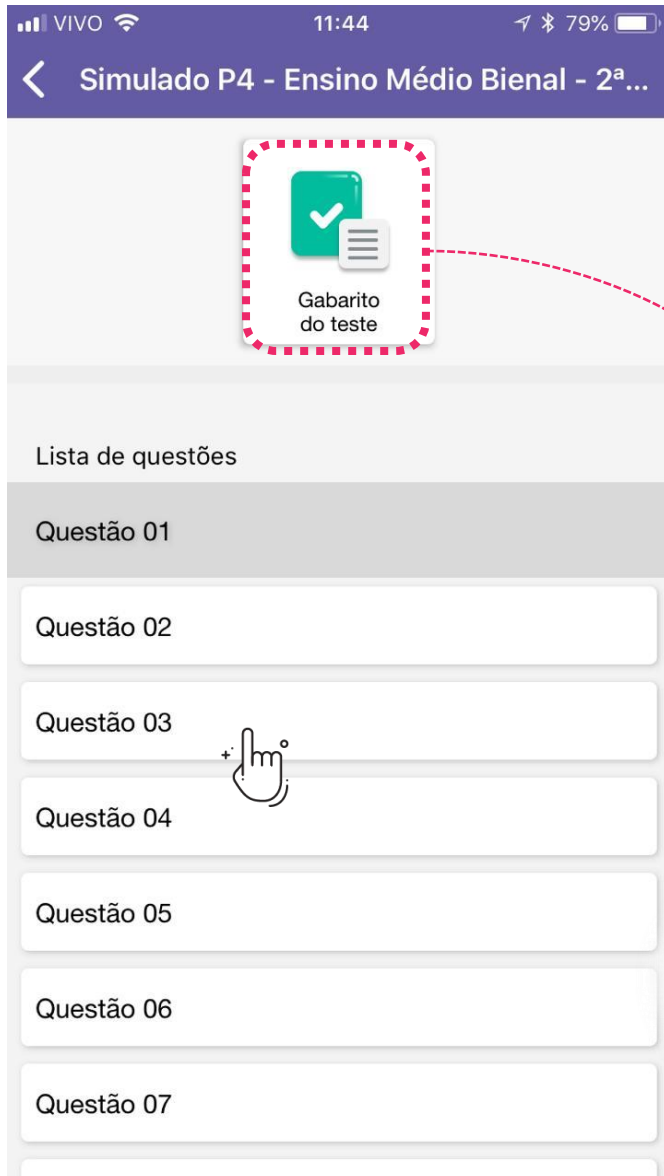 VIVO 11:44 79%
Simulado P4 - Ensino Médio Bienal - 2ª...
Gabarito
do teste
Lista de questões
Questão 01
Questão 02
Questão 03
Questão 04
Questão 05
Questão 06
Questão 07